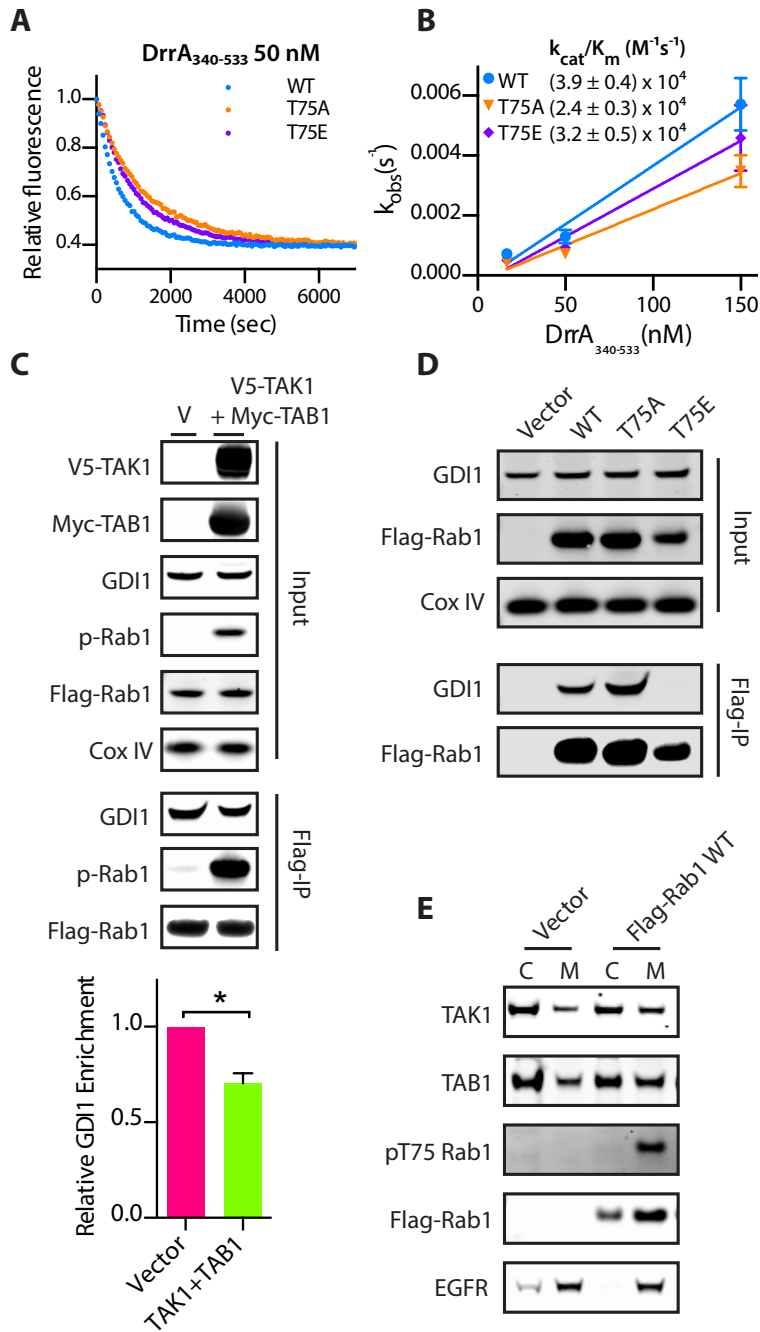 A
DrrA340-533 50 nM
WT
T75A
T75E
1.0
0.8
0.6
0.4
Relative fluorescence
0
2000
4000
6000
Time (sec)
B
kcat/Km (M-1s-1)
WT (3.9 ± 0.4) x 10^4
T75A (2.4 ± 0.3) x 10^4
T75E (3.2 ± 0.5) x 10^4
0.006
0.004
0.002
0.000
kobs(s-1)
0
50
100
150
DrrA340-533 (nM)
C
V5-TAK1
V + Myc-TAB1
V5-TAK1
Myc-TAB1
GDI1
p-Rab1
Flag-Rab1
Cox IV
Input
GDI1
p-Rab1
Flag-Rab1
Flag-IP
*
1.0
0.5
0.0
Relative GDI1 Enrichment
Vector
TAK1+TAB1
D
Vector WT T75A T75E
GDI1
Flag-Rab1
Cox IV
Input
GDI1
Flag-Rab1
Flag-IP
E
Vector Flag-Rab1 WT
C M C M
TAK1
TAB1
pT75 Rab1
Flag-Rab1
EGFR